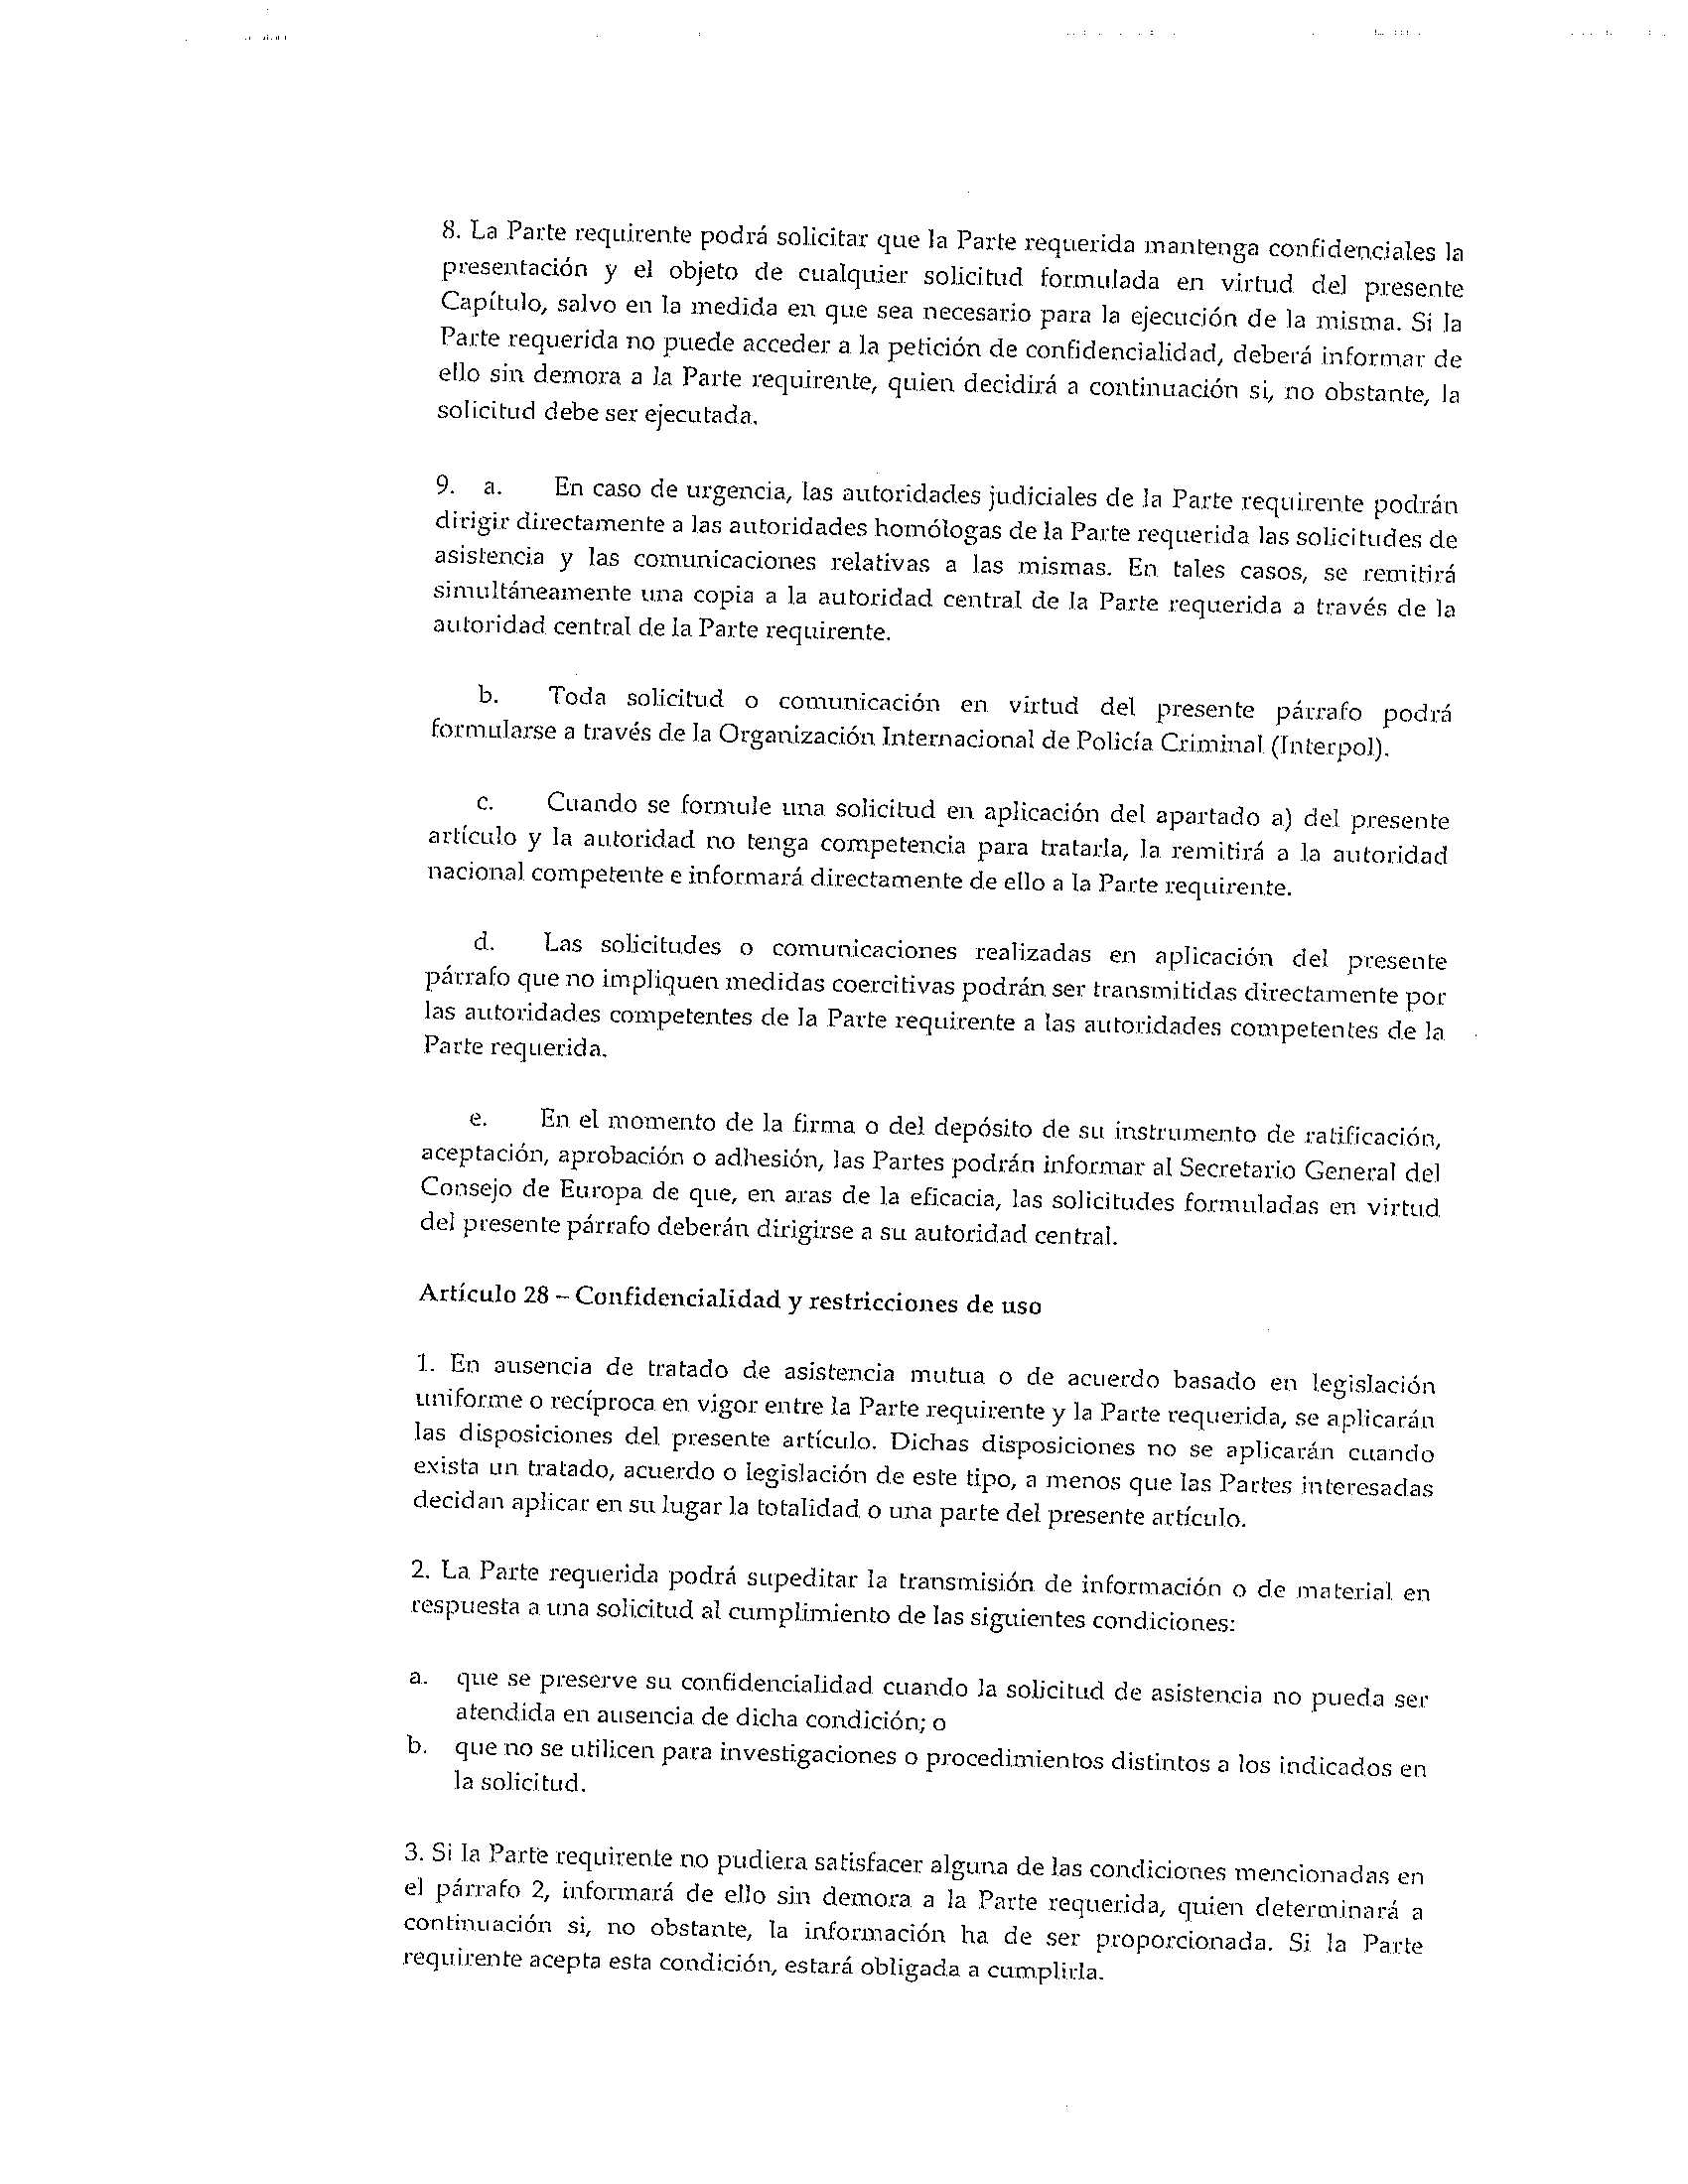 8. La Parte requirente podrá solicitar que la Parte requerida mantenga confidenciales la
presentación y el objeto de cualquier solicitud formulada en virtud del presente
Capítulo, salvo en la medida en que sea necesario para la ejecución de la misma. Si la
Parte requerida no puede acceder a la petición de confidencialidad, deberá informar de
ello sin demora a la Parte requirente, quien decidirá a continuación si, no obstante, la
solicitud debe ser ejecutada.
9. a. En caso de urgencia, las autoridades judiciales de la Parte requirente podrán
dirigir directamente a las autoridades homólogas de la Parte requerida las solicitudes de
asistencia y las comunicaciones relativas a las mismas. En tales casos, se remitirá
simultáneamente una copia a la autoridad central de la Parte requerida a través de la
autoridad central de la Parte requirente.
b. Toda solicitud o comunicación en virtud del presente párrafo podrá
formularse a través de la Organización Internacional de Policía Criminal (Interpol).
c. Cuando se formule una solicitud en aplicación del apartado a) del presente
artículo y la autoridad no tenga competencia para tratarla, la remitirá a la autoridad
nacional competente e informará directamente de ello a la Parte requirente.
d. Las solicitudes o comunicaciones realizadas en aplicación del presente
párrafo que no impliquen medidas coercitivas podrán ser transmitidas directamente por
las autoridades competentes de la Parte requirente a las autoridades competentes de la
Parte requerida.
e. En el momento de la firma o del depósito de su instrumento de ratificación,
aceptación, aprobación o adhesión, las Partes podrán informar al Secretario General del
Consejo de Europa de que, en aras de la eficacia, las solicitudes formuladas en virtud
del presente párrafo deberán dirigirse a su autoridad central.
Artículo 28 – Confidencialidad y restricciones de uso
1. En ausencia de tratado de asistencia mutua o de acuerdo basado en legislación
uniforme o recíproca en vigor entre la Parte requirente y la Parte requerida, se aplicarán
las disposiciones del presente artículo. Dichas disposiciones no se aplicarán cuando
exista un tratado, acuerdo o legislación de este tipo, a menos que las Partes interesadas
decidan aplicar en su lugar la totalidad o una parte del presente artículo.
2. La Parte requerida podrá supeditar la transmisión de información o de material en
respuesta a una solicitud al cumplimiento de las siguientes condiciones:
a. que se preserve su confidencialidad cuando la solicitud de asistencia no pueda ser
atendida en ausencia de dicha condición; o
b. que no se utilicen para investigaciones o procedimientos distintos a los indicados en
la solicitud.
3. Si la Parte requirente no pudiera satisfacer alguna de las condiciones mencionadas en
el párrafo 2, informará de ello sin demora a la Parte requerida, quien determinará a
continuación si, no obstante, la información ha de ser proporcionada. Si la Parte
requirente acepta esta condición, estará obligada a cumplirla.